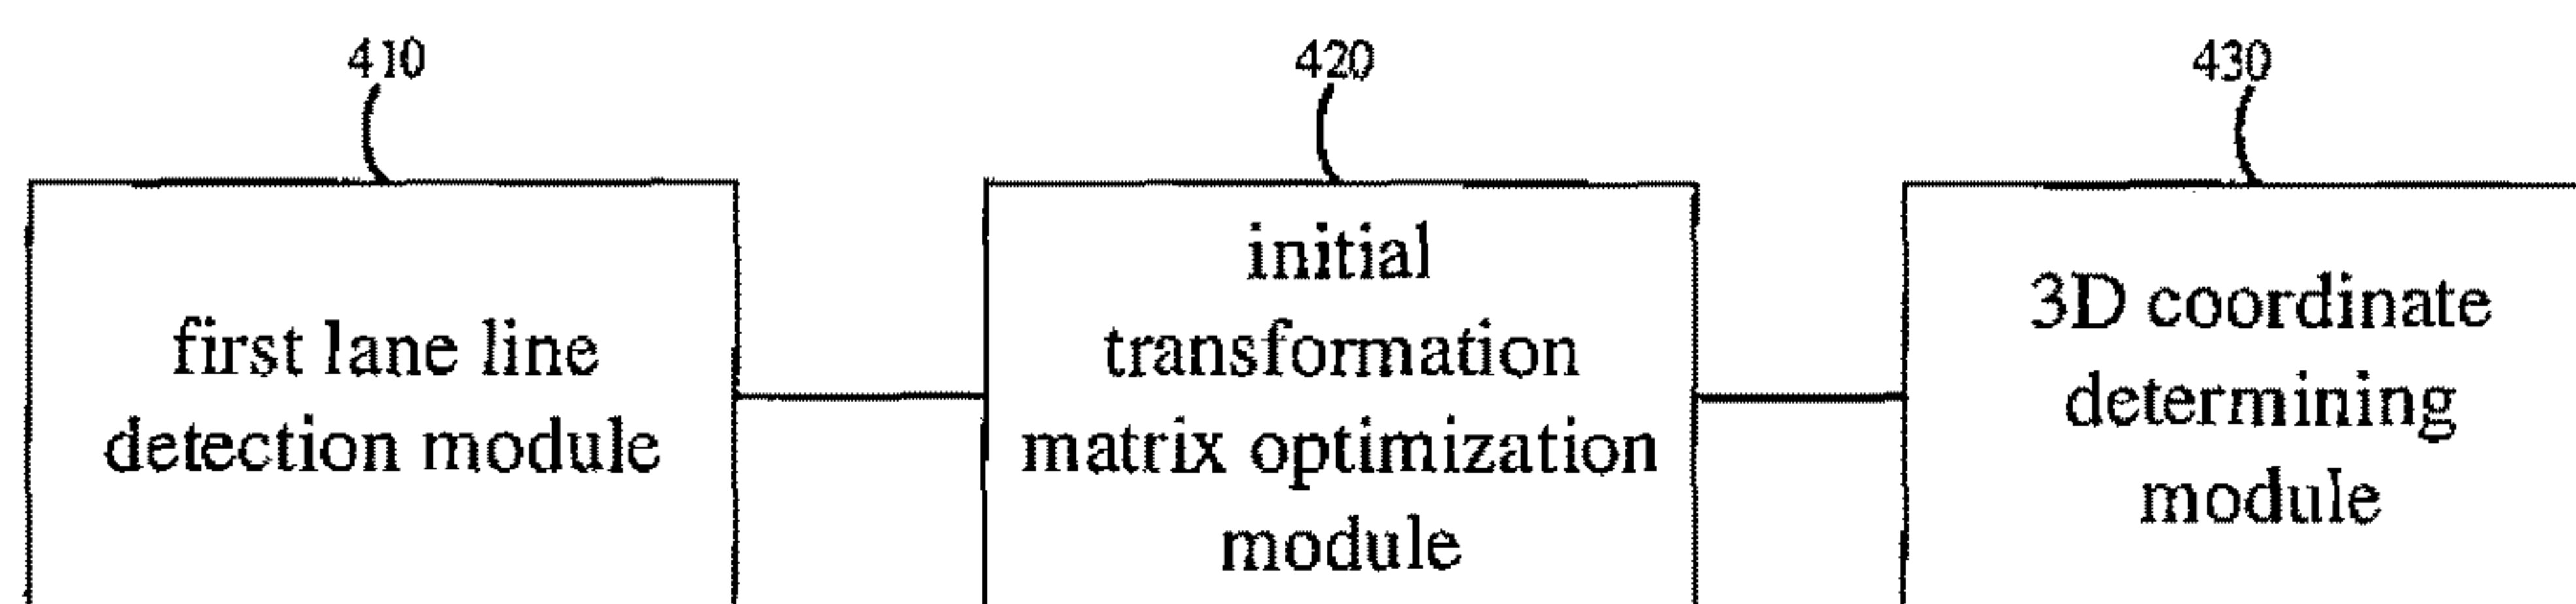 410
420
430
first lane line
detection module
initial
transformation
matrix optimization
module
3D coordinate
determining
module